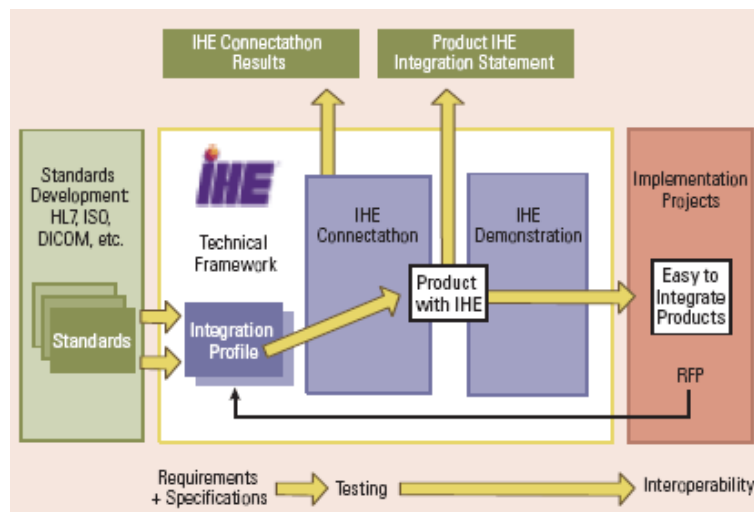 IHE Connectathon
Results
Product IHE
Integration Statement
Standards
Development:
HL7, ISO,
DICOM, etc.
Standards
IHE
Technical
Framework
Integration
Profile
IHE
Connectathon
Product
with IHE
IHE
Demonstration
Implementation
Projects
Easy to
Integrate
Products
RFP
Requirements
+ Specifications
Testing
Interoperability